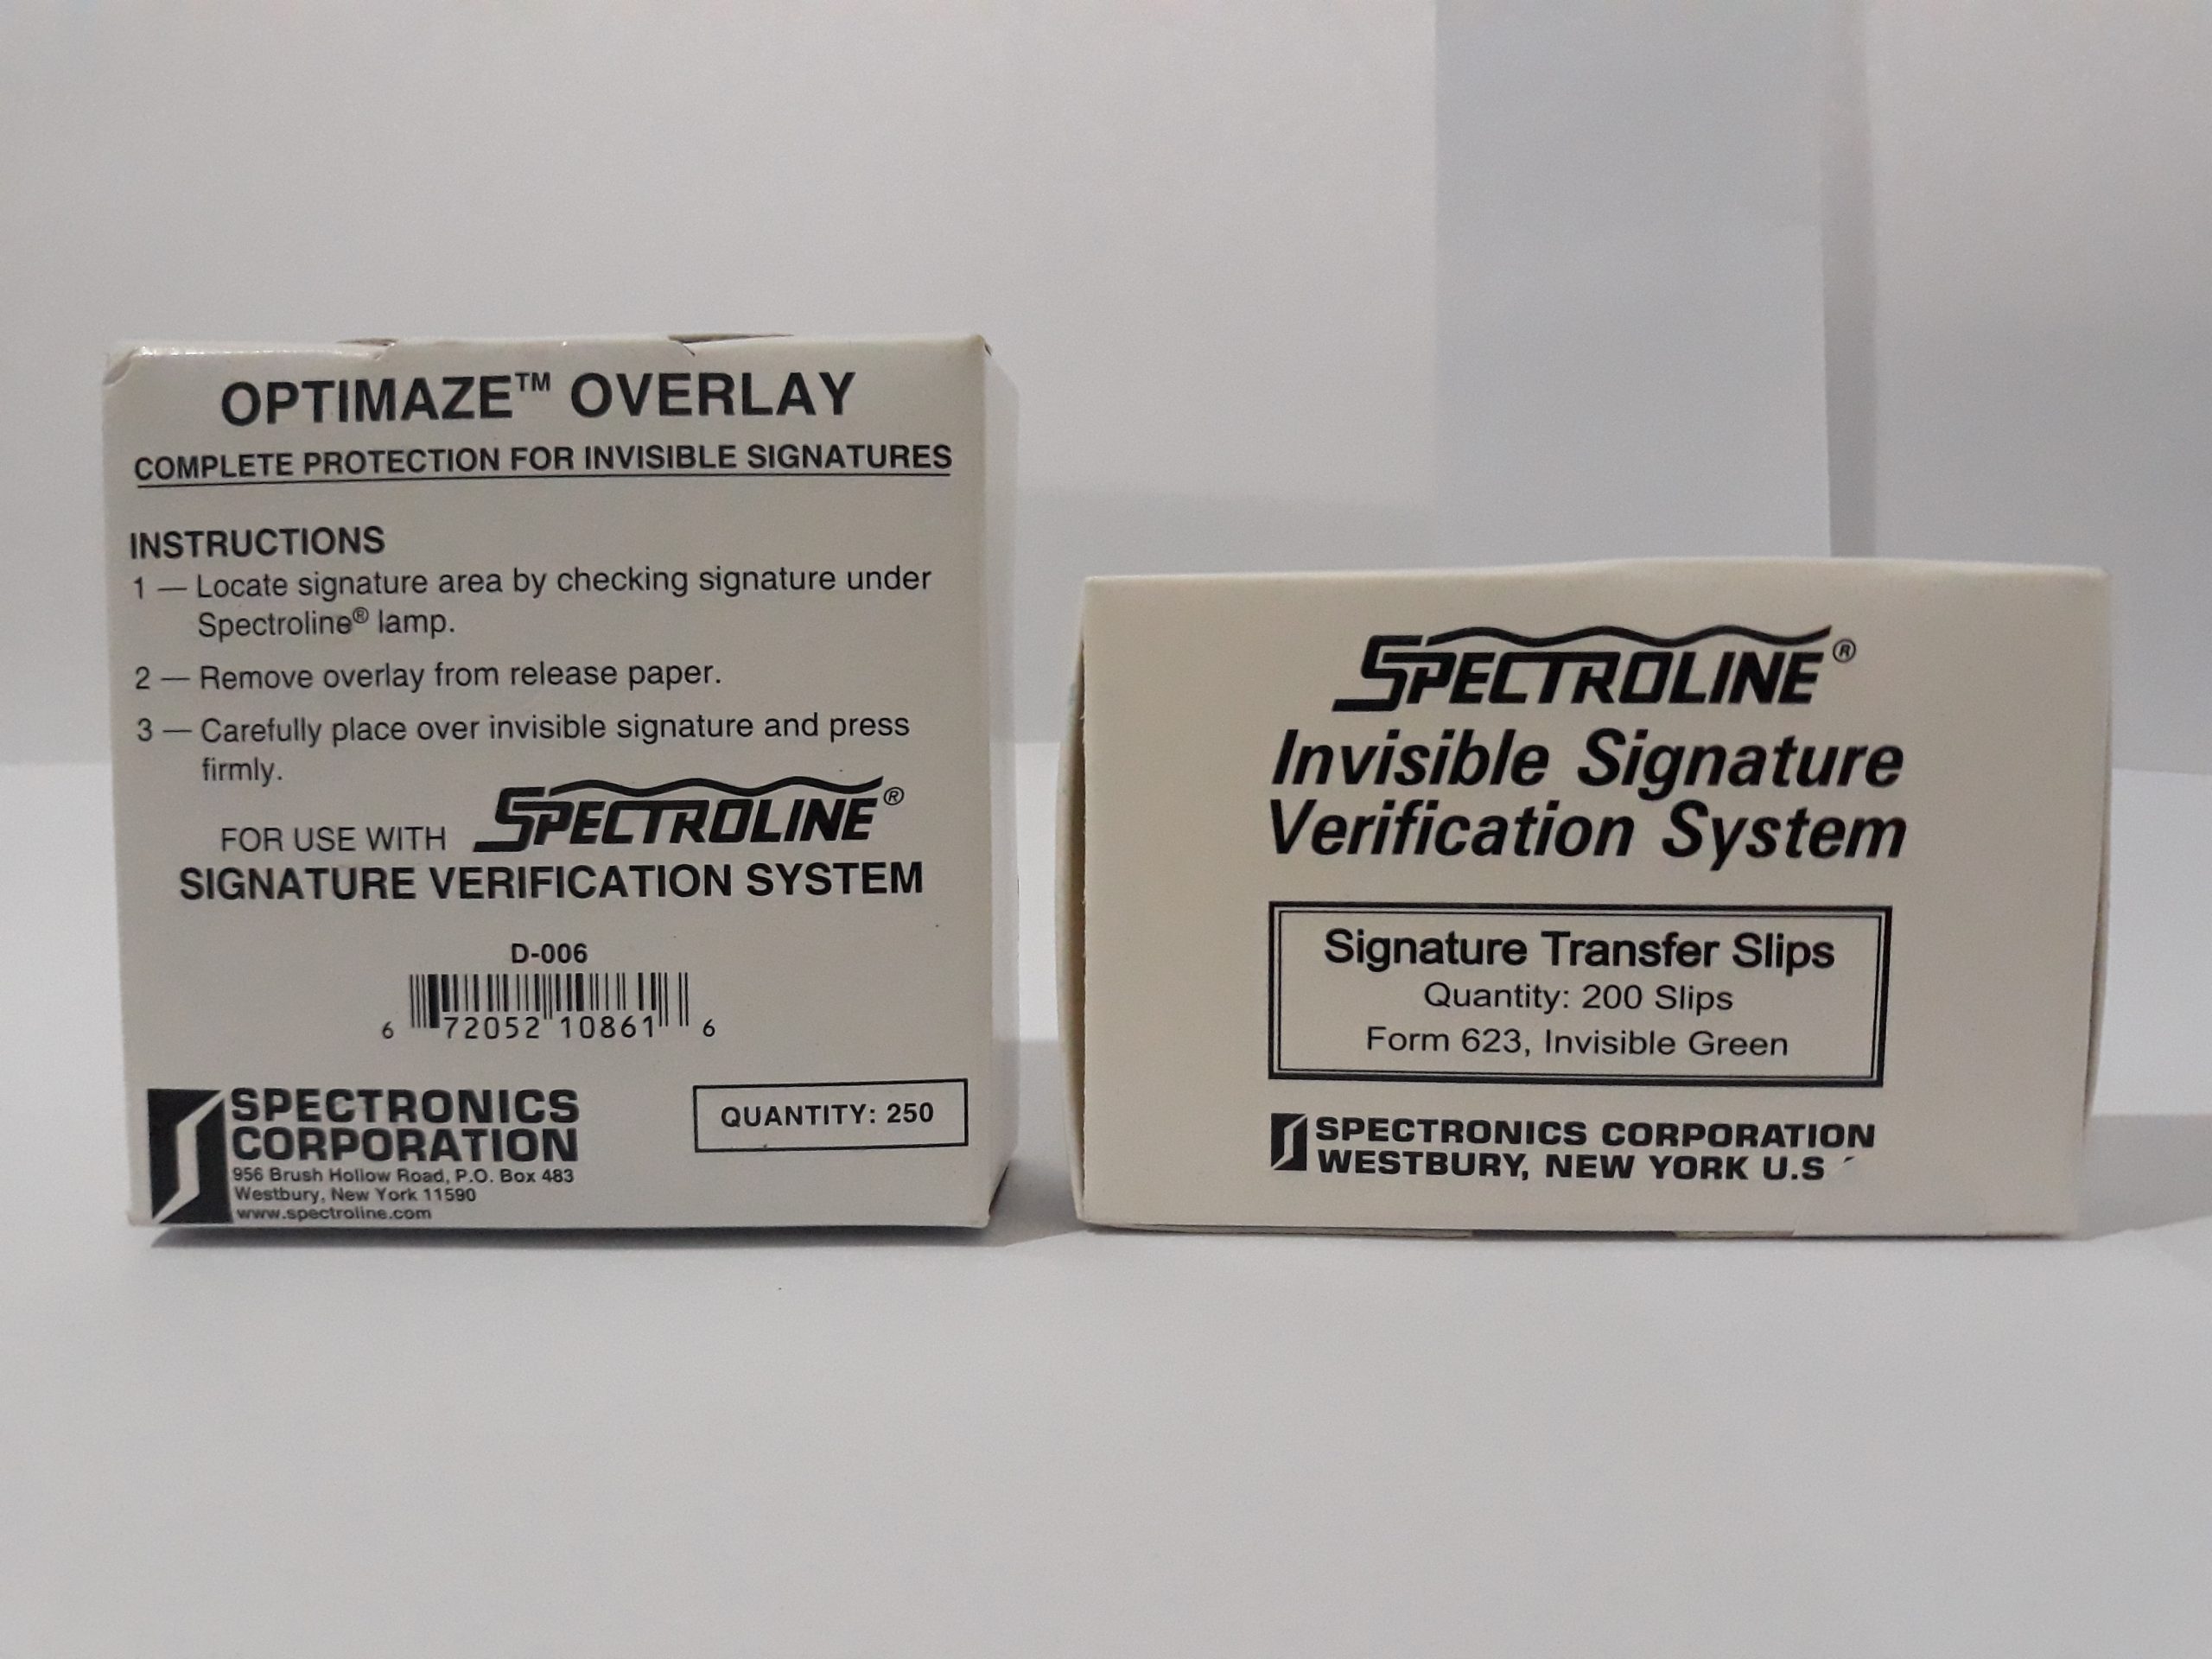 OPTIMAZE™ OVERLAY
COMPLETE PROTECTION FOR INVISIBLE SIGNATURES
INSTRUCTIONS
1 — Locate signature area by checking signature under
Spectroline® lamp.
2 — Remove overlay from release paper.
3 — Carefully place over invisible signature and press
firmly.
FOR USE WITH SPECTROLINE®
SIGNATURE VERIFICATION SYSTEM
D-006
6 72052 10861 6
SPECTRONICS
CORPORATION
956 Brush Hollow Road, P.O. Box 483
Westbury, New York 11590
www.spectroline.com
QUANTITY: 250
SPECTROLINE®
Invisible Signature
Verification System
Signature Transfer Slips
Quantity: 200 Slips
Form 623, Invisible Green
SPECTRONICS CORPORATION
WESTBURY, NEW YORK U.S